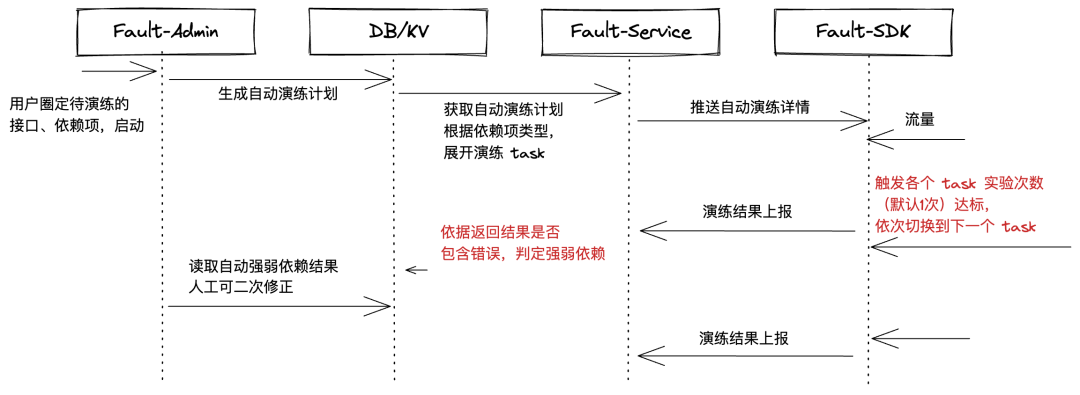 Fault-Admin
DB/KV
Fault-Service
Fault-SDK
用户圈定待演练的
接口、依赖项，启动
生成自动演练计划
获取自动演练计划
根据依赖项类型，
展开演练 task
推送自动演练详情
流量
触发各个 task 实验次数
（默认1次）达标，
依次切换到下一个 task
演练结果上报
依据返回结果是否
包含错误，判定强弱依赖
读取自动强弱依赖结果
人工可二次修正
演练结果上报